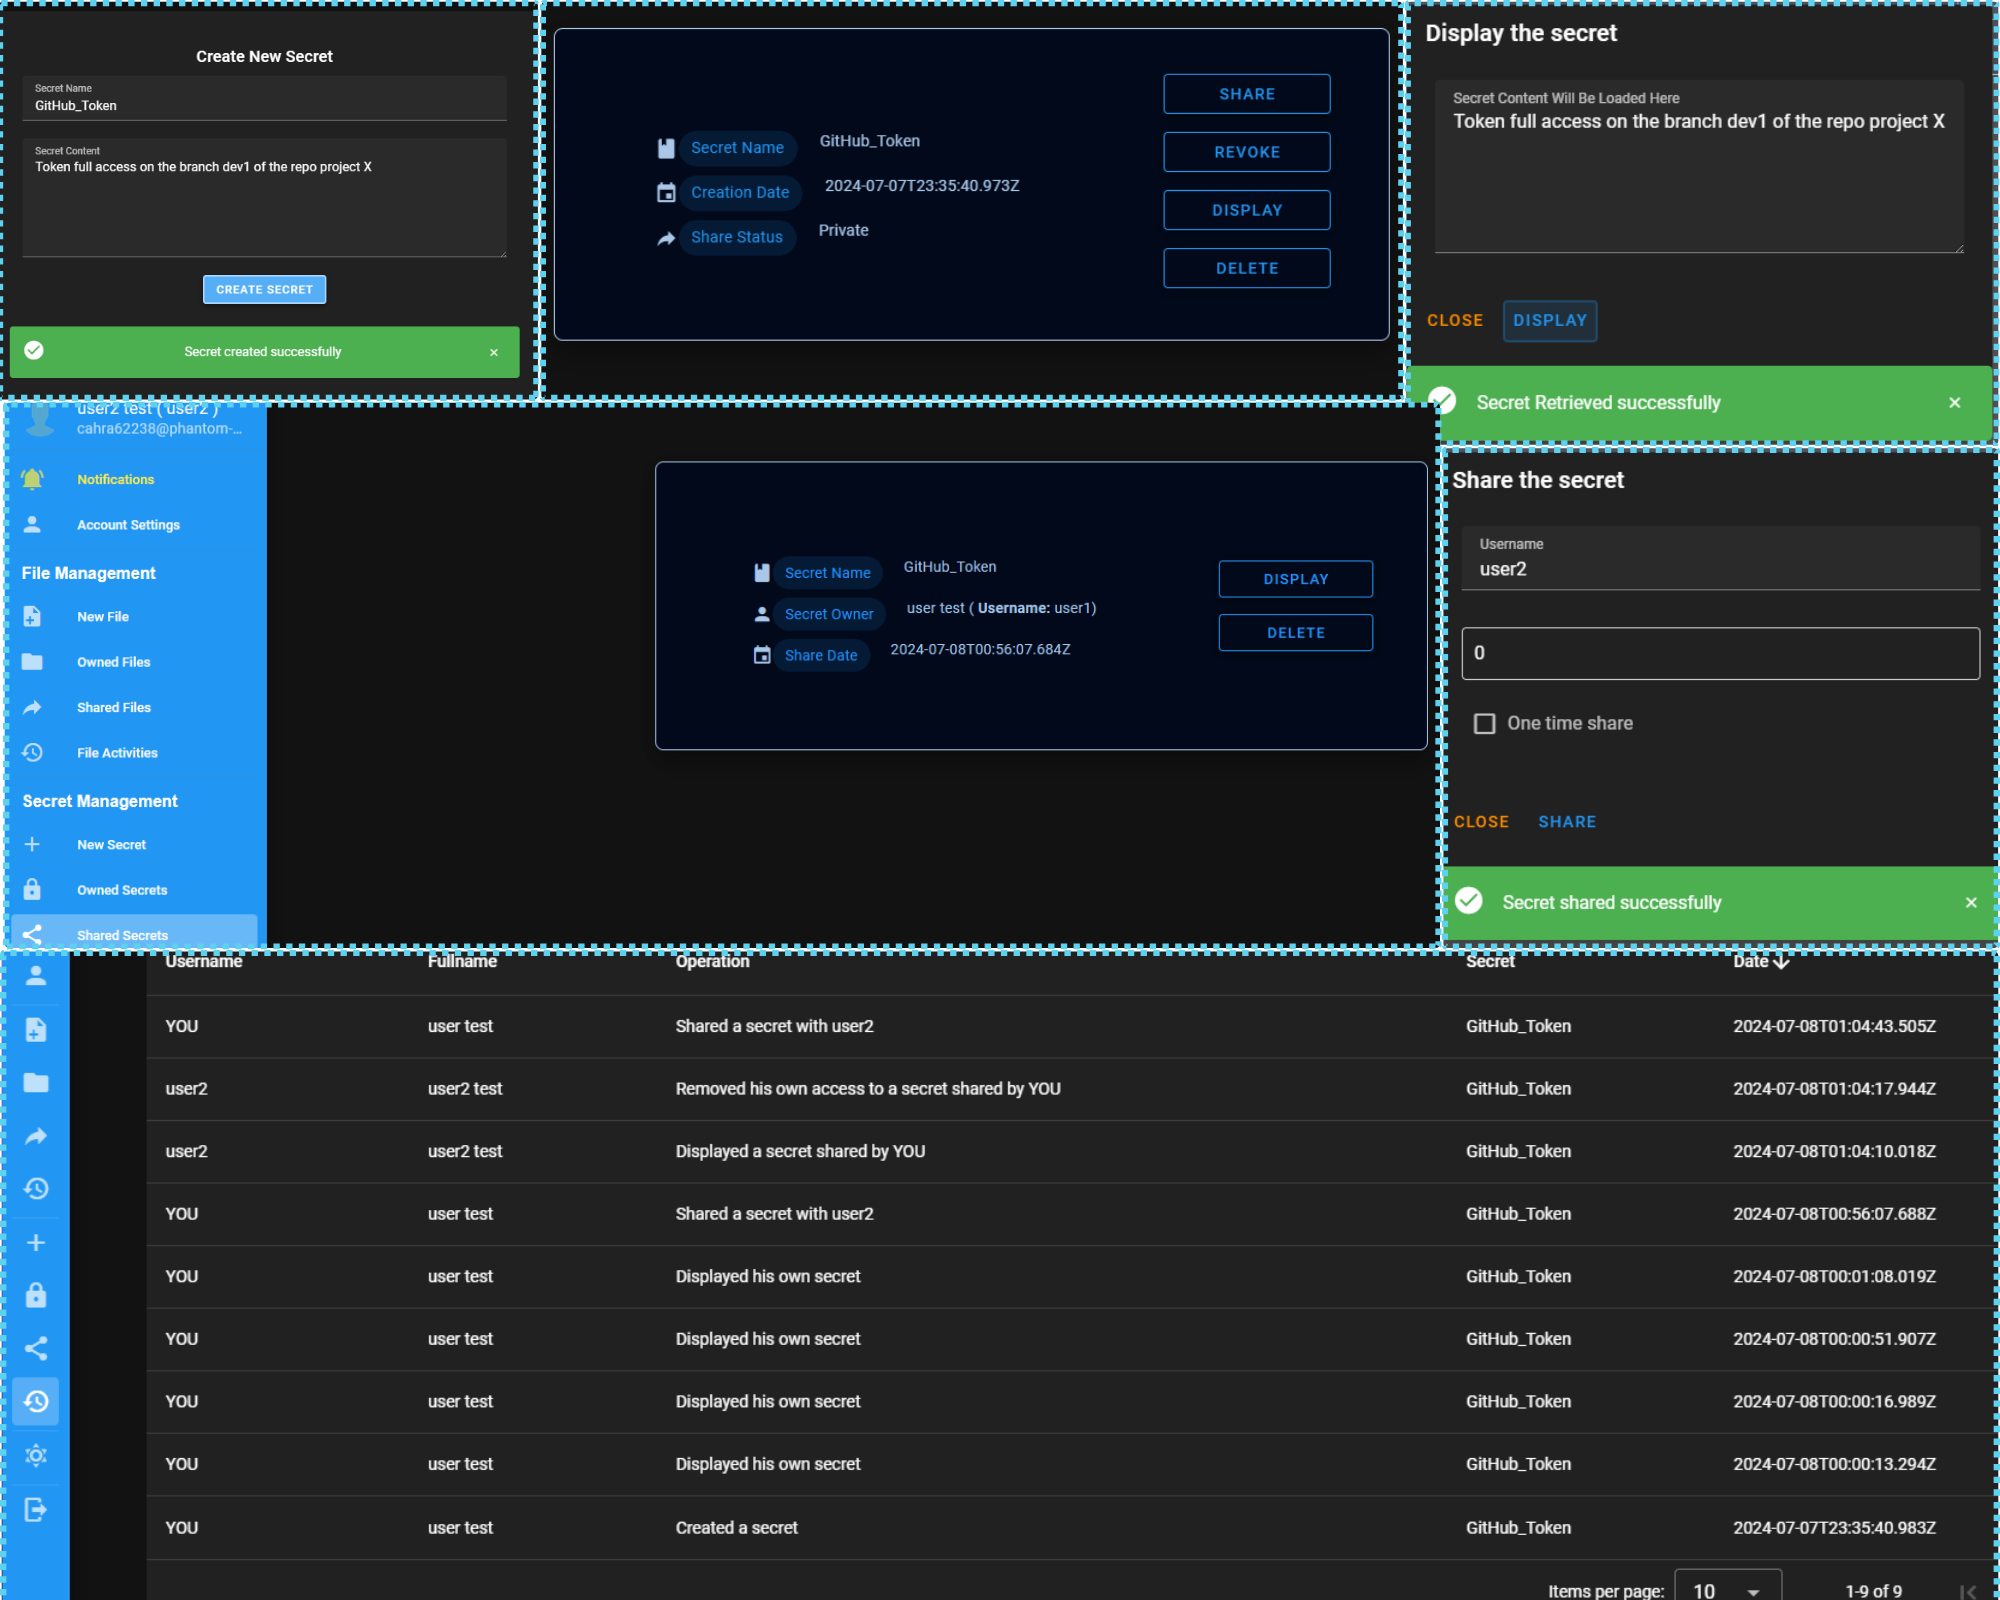 Create New Secret
Secret Name
GitHub_Token
Secret Content
Token full access on the branch dev1 of the repo project X
CREATE SECRET
Secret created successfully
Secret Name GitHub_Token
Creation Date 2024-07-07T23:35:40.973Z
Share Status Private
SHARE
REVOKE
DISPLAY
DELETE
Display the secret
Secret Content Will Be Loaded Here
Token full access on the branch dev1 of the repo project X
CLOSE DISPLAY
Secret Retrieved successfully
user2 test ( user2 )
cahra62238@phantom-...
Notifications
Account Settings
File Management
New File
Owned Files
Shared Files
File Activities
Secret Management
New Secret
Owned Secrets
Shared Secrets
Secret Name GitHub_Token
Secret Owner user test ( Username: user1)
Share Date 2024-07-08T00:56:07.684Z
DISPLAY
DELETE
Share the secret
Username
user2
0
One time share
CLOSE SHARE
Secret shared successfully
Username Fullname Operation Secret Date
YOU user test Shared a secret with user2 GitHub_Token 2024-07-08T01:04:43.505Z
user2 user2 test Removed his own access to a secret shared by YOU GitHub_Token 2024-07-08T01:04:17.944Z
user2 user2 test Displayed a secret shared by YOU GitHub_Token 2024-07-08T01:04:10.018Z
YOU user test Shared a secret with user2 GitHub_Token 2024-07-08T00:56:07.688Z
YOU user test Displayed his own secret GitHub_Token 2024-07-08T00:01:08.019Z
YOU user test Displayed his own secret GitHub_Token 2024-07-08T00:00:51.907Z
YOU user test Displayed his own secret GitHub_Token 2024-07-08T00:00:16.989Z
YOU user test Displayed his own secret GitHub_Token 2024-07-08T00:00:13.294Z
YOU user test Created a secret GitHub_Token 2024-07-07T23:35:40.983Z
Items per page: 10 1-9 of 9